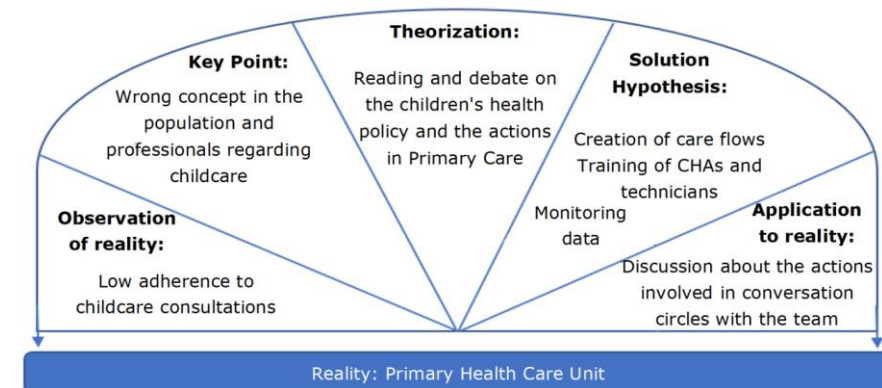 Observation
of reality:
Low adherence to
childcare consultations
Key Point:
Wrong concept in the
population and
professionals regarding
childcare
Theorization:
Reading and debate on
the children's health
policy and the actions
in Primary Care
Solution
Hypothesis:
Creation of care flows
Training of CHAs and
technicians
Monitoring
data
Application
to reality:
Discussion about the actions
involved in conversation
circles with the team
Reality: Primary Health Care Unit